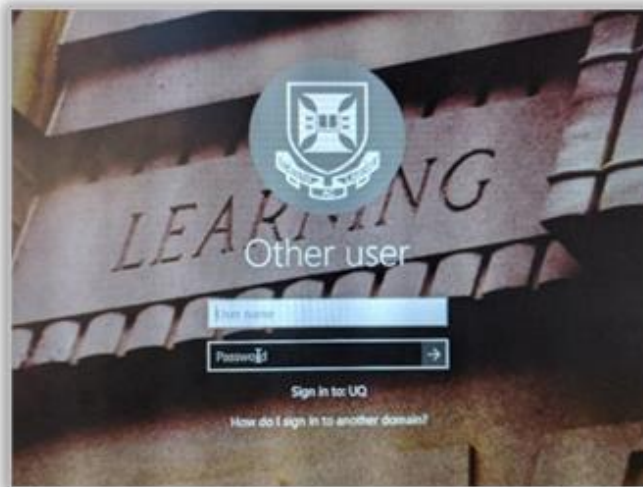 LEARNING
Other user
User name
Password
Sign in to: UQ
How do I sign in to another domain?